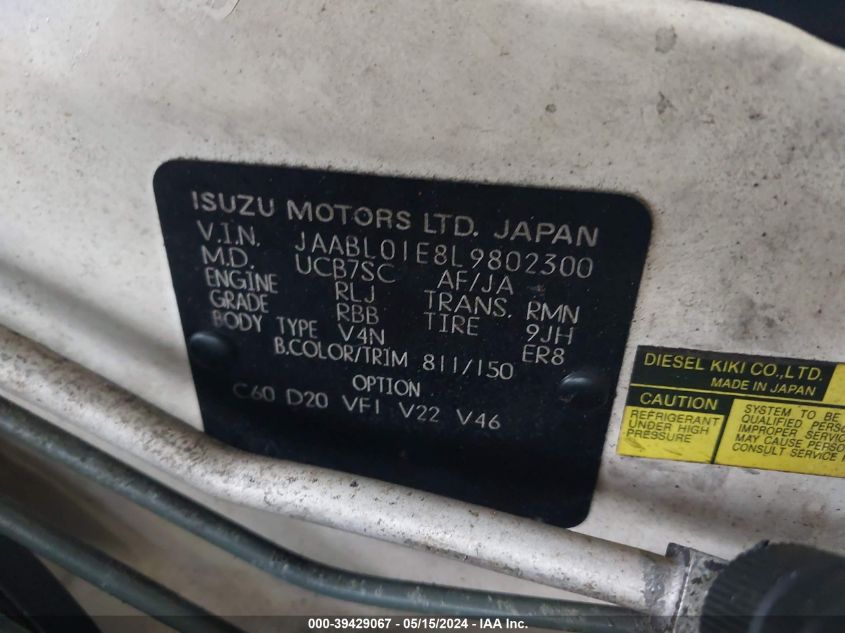 ISUZU MOTORS LTD. JAPAN
V.I.N. JAABL01E8L9802300
M.D. UCB7SC AF/JA
ENGINE RLJ TRANS. RMN
GRADE RBB TIRE 9JH
BODY TYPE V4N ER8
B.COLOR/TRIM 811/150
OPTION
C60 D20 VF1 V22 V46
DIESEL KIKI CO.,LTD.
MADE IN JAPAN
CAUTION
REFRIGERANT
UNDER HIGH
PRESSURE
SYSTEM TO BE
QUALIFIED
IMPROPER
MAY CAUSE
CONSULT SERVICE
000-39429067 - 05/15/2024 - IAA Inc.